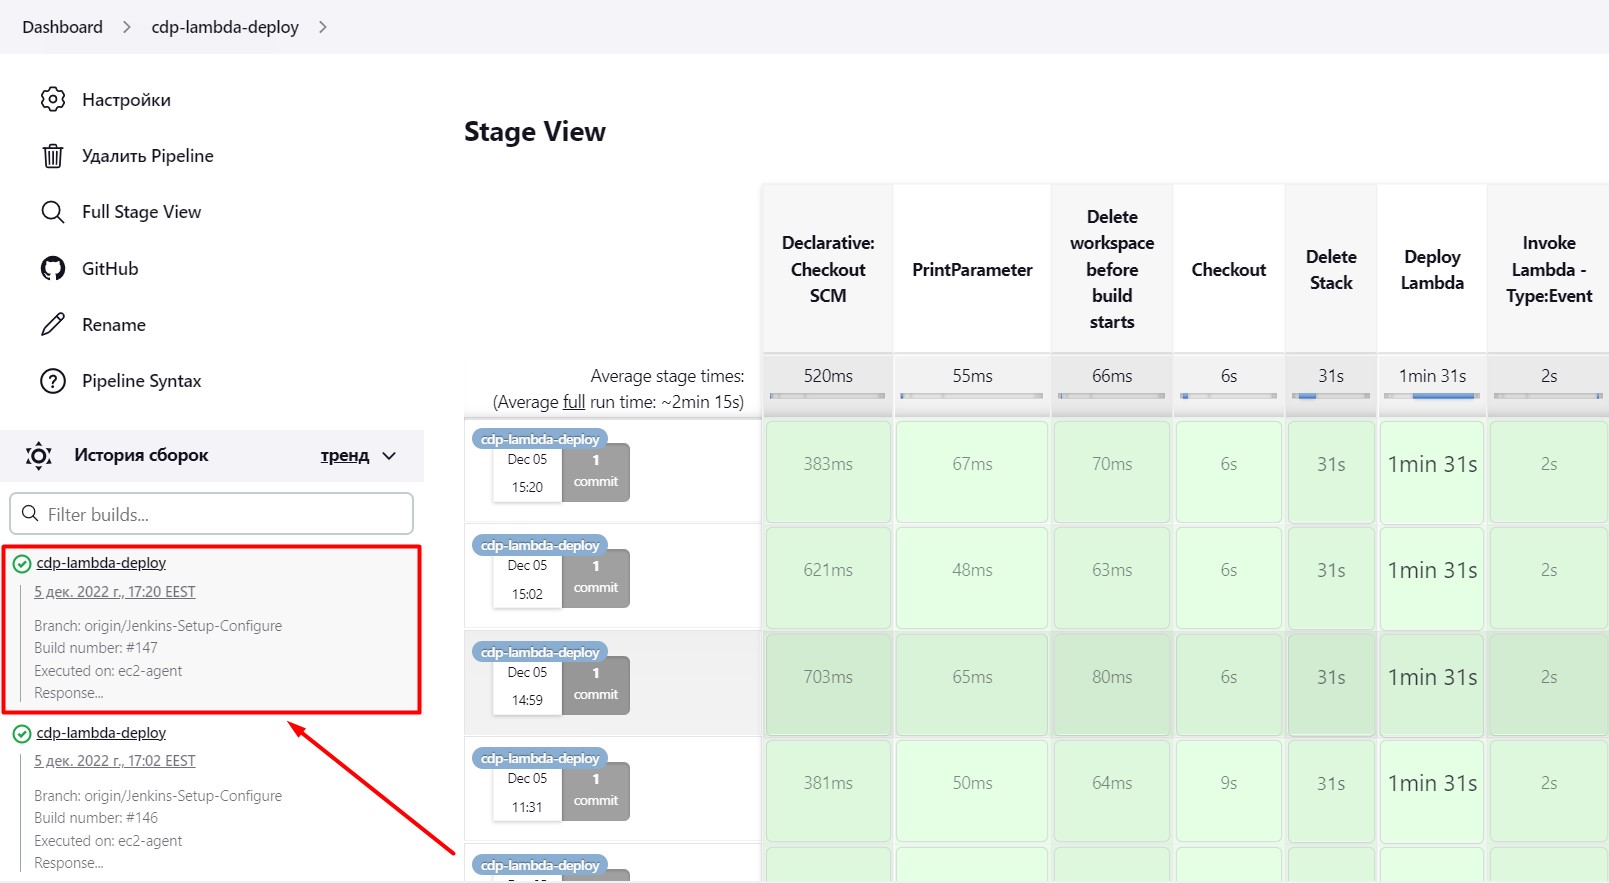 Dashboard
cdp-lambda-deploy
Настройки
Удалить Pipeline
Full Stage View
GitHub
Rename
Pipeline Syntax
История сборок
тренд
Filter builds...
cdp-lambda-deploy
5 дек. 2022 г., 17:20 EEST
Branch: origin/Jenkins-Setup-Configure
Build number: #147
Executed on: ec2-agent
Response...
cdp-lambda-deploy
5 дек. 2022 г., 17:02 EEST
Branch: origin/Jenkins-Setup-Configure
Build number: #146
Executed on: ec2-agent
Response...
Stage View
Declarative:
Checkout
SCM
PrintParameter
Delete
workspace
before
build
starts
Checkout
Delete
Stack
Deploy
Lambda
Invoke
Lambda -
Type:Event
Average stage times:
(Average full run time: ~2min 15s)
520ms
55ms
66ms
6s
31s
1min 31s
2s
cdp-lambda-deploy
Dec 05
15:20
1
commit
383ms
67ms
70ms
6s
31s
1min 31s
2s
cdp-lambda-deploy
Dec 05
15:02
1
commit
621ms
48ms
63ms
6s
31s
1min 31s
2s
cdp-lambda-deploy
Dec 05
14:59
1
commit
703ms
65ms
80ms
6s
31s
1min 31s
2s
cdp-lambda-deploy
Dec 05
11:31
1
commit
381ms
50ms
64ms
9s
31s
1min 31s
2s
cdp-lambda-deploy